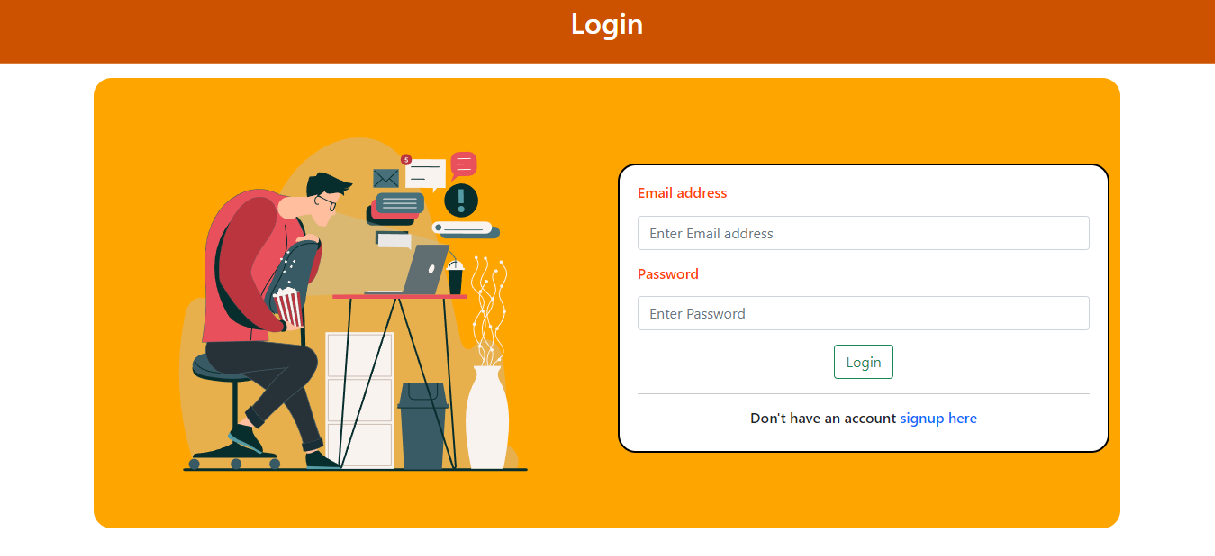 Login
Email address
Enter Email address
Password
Enter Password
Login
Don't have an account signup here